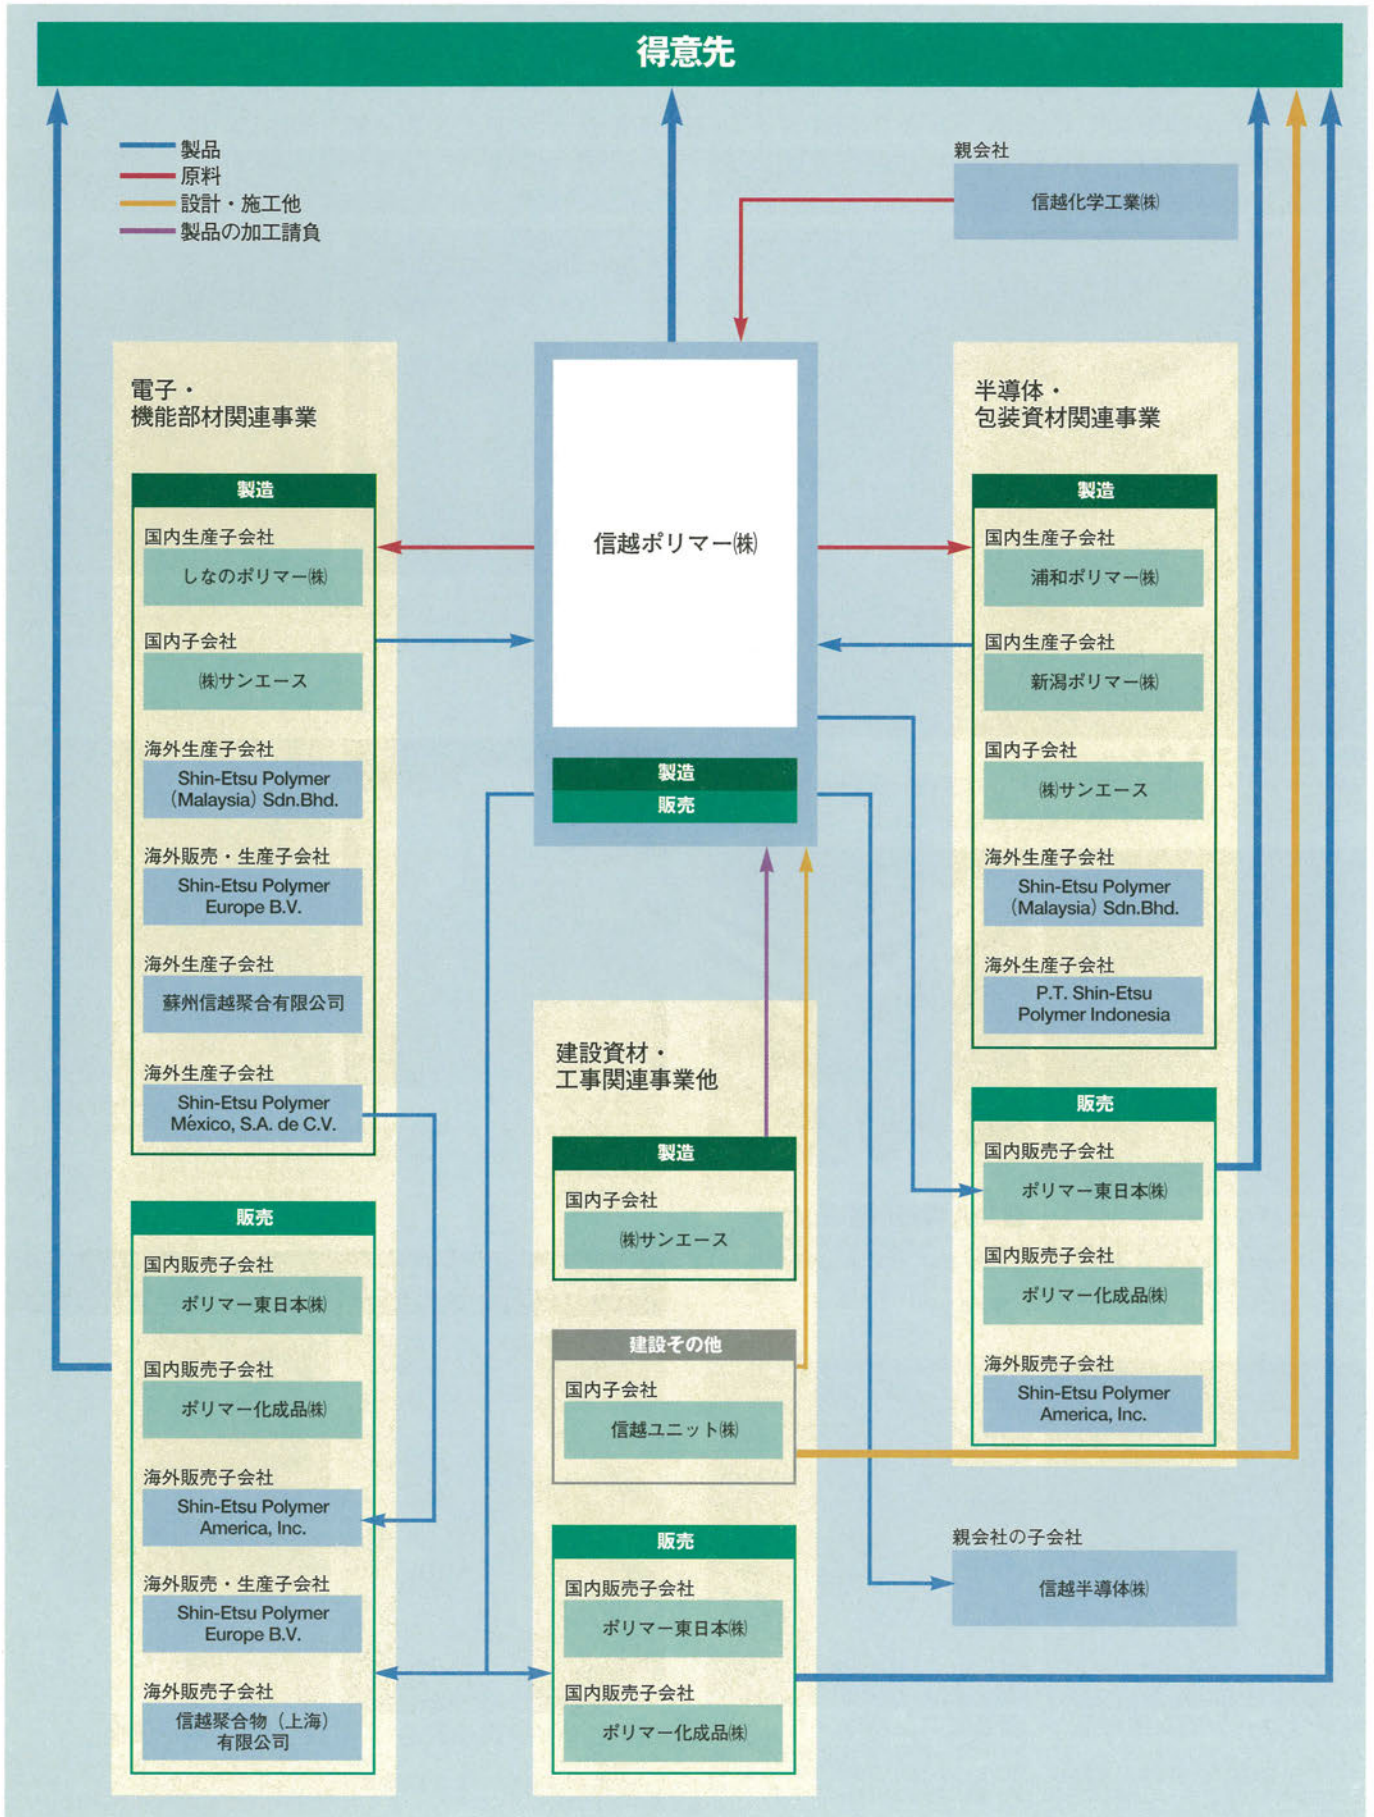 得意先
製品
原料
設計・施工他
製品の加工請負
親会社
信越化学工業㈱
電子・
機能部材関連事業
製造
国内生産子会社
しなのポリマー㈱
国内子会社
㈱サンエース
海外生産子会社
Shin-Etsu Polymer
(Malaysia) Sdn.Bhd.
海外販売・生産子会社
Shin-Etsu Polymer
Europe B.V.
海外生産子会社
蘇州信越聚合有限公司
海外生産子会社
Shin-Etsu Polymer
México, S.A. de C.V.
販売
国内販売子会社
ポリマー東日本㈱
国内販売子会社
ポリマー化成品㈱
海外販売子会社
Shin-Etsu Polymer
America, Inc.
海外販売・生産子会社
Shin-Etsu Polymer
Europe B.V.
海外販売子会社
信越聚合物（上海）
有限公司
信越ポリマー㈱
製造
販売
建設資材・
工事関連事業他
製造
国内子会社
㈱サンエース
建設その他
国内子会社
信越ユニット㈱
販売
国内販売子会社
ポリマー東日本㈱
国内販売子会社
ポリマー化成品㈱
半導体・
包装資材関連事業
製造
国内生産子会社
浦和ポリマー㈱
国内生産子会社
新潟ポリマー㈱
国内子会社
㈱サンエース
海外生産子会社
Shin-Etsu Polymer
(Malaysia) Sdn.Bhd.
海外生産子会社
P.T. Shin-Etsu
Polymer Indonesia
販売
国内販売子会社
ポリマー東日本㈱
国内販売子会社
ポリマー化成品㈱
海外販売子会社
Shin-Etsu Polymer
America, Inc.
親会社の子会社
信越半導体㈱